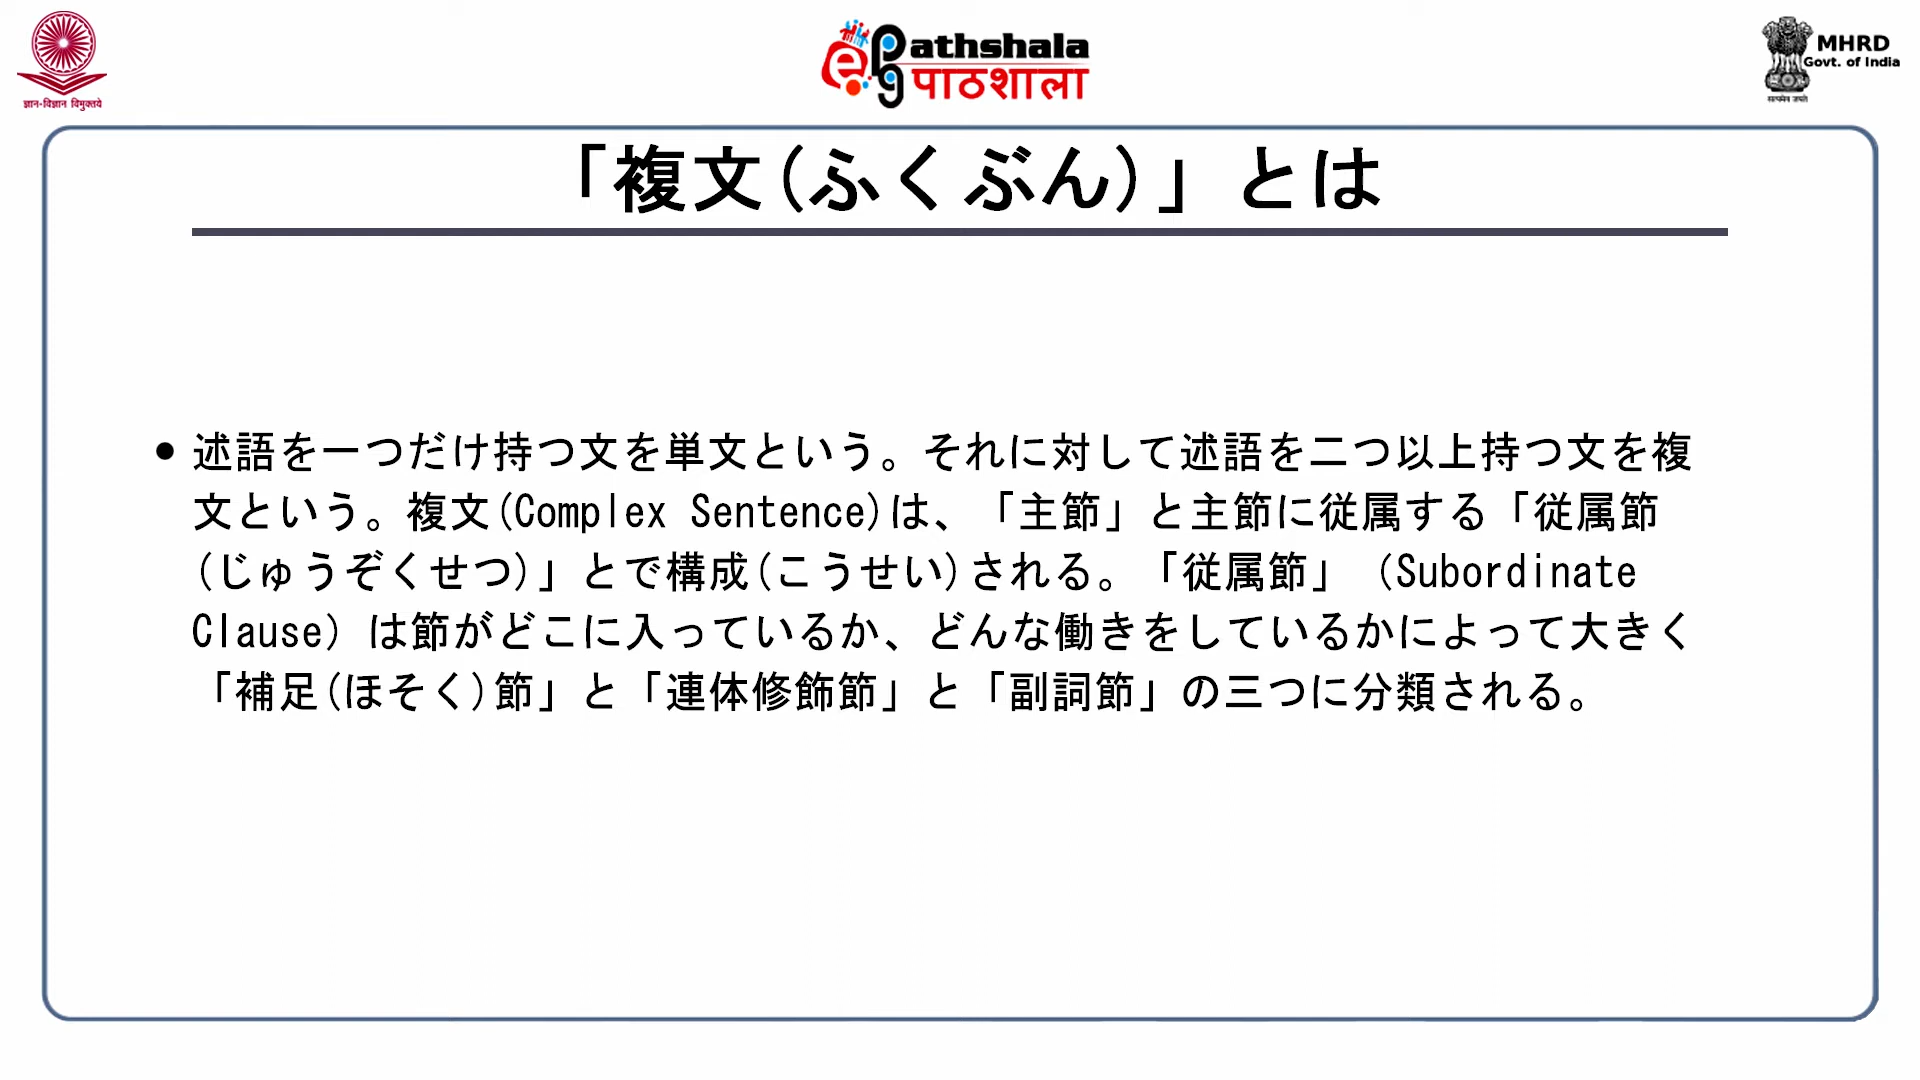 ज्ञान-विज्ञान विमुक्तये
ePG Pathshala
पाठशाला
MHRD
Govt. of India
सत्यमेव जयते
「複文(ふくぶん)」とは
• 述語を一つだけ持つ文を単文という。それに対して述語を二つ以上持つ文を複
文という。複文(Complex Sentence)は、「主節」と主節に従属する「従属節
(じゅうぞくせつ)」とで構成(こうせい)される。「従属節」（Subordinate
Clause）は節がどこに入っているか、どんな働きをしているかによって大きく
「補足(ほそく)節」と「連体修飾節」と「副詞節」の三つに分類される。